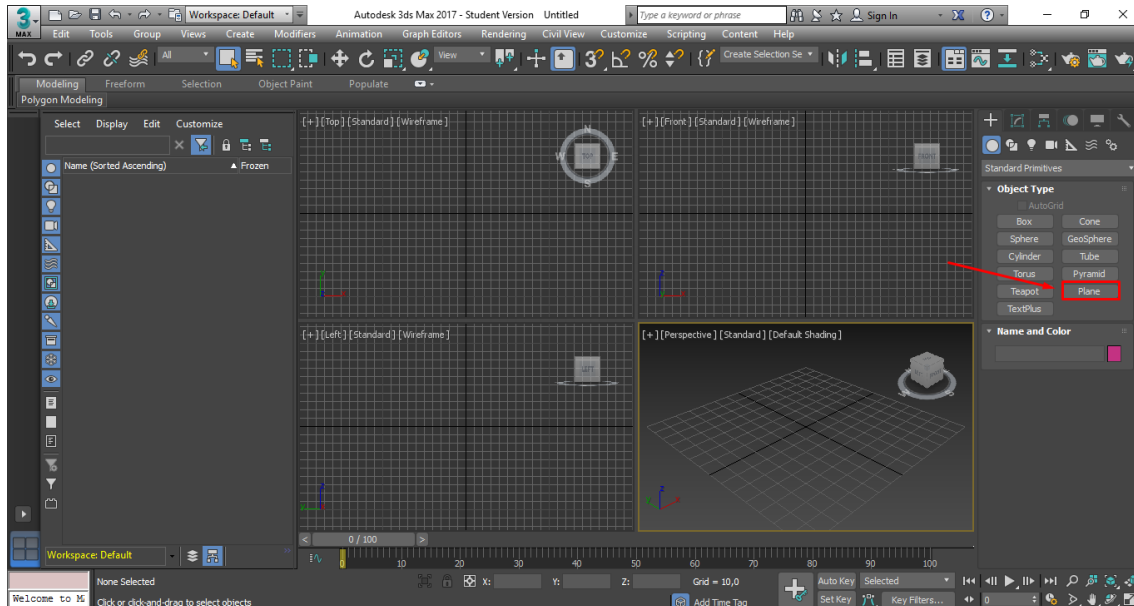 3 Workspace: Default Autodesk 3ds Max 2017 - Student Version Untitled Type a keyword or phrase Sign In
MAX Edit Tools Group Views Create Modifiers Animation Graph Editors Rendering Civil View Customize Scripting Content Help
All View Create Selection Se
Modeling Freeform Selection Object Paint Populate
Polygon Modeling
Select Display Edit Customize
Name (Sorted Ascending) Frozen
[+] [Top] [Standard] [Wireframe]
N
W TOP E
S
[+] [Front] [Standard] [Wireframe]
FRONT
[+] [Left] [Standard] [Wireframe]
LEFT
[+] [Perspective] [Standard] [Default Shading]
Standard Primitives
Object Type
AutoGrid
Box Cone
Sphere GeoSphere
Cylinder Tube
Torus Pyramid
Teapot Plane
TextPlus
Name and Color
Workspace: Default
0 / 100
0 10 20 30 40 50 60 70 80 90 100
None Selected X: Y: Z: Grid = 10,0 Auto Key Selected
Welcome to M Click or click-and-drag to select objects Add Time Tag Set Key Key Filters... 0